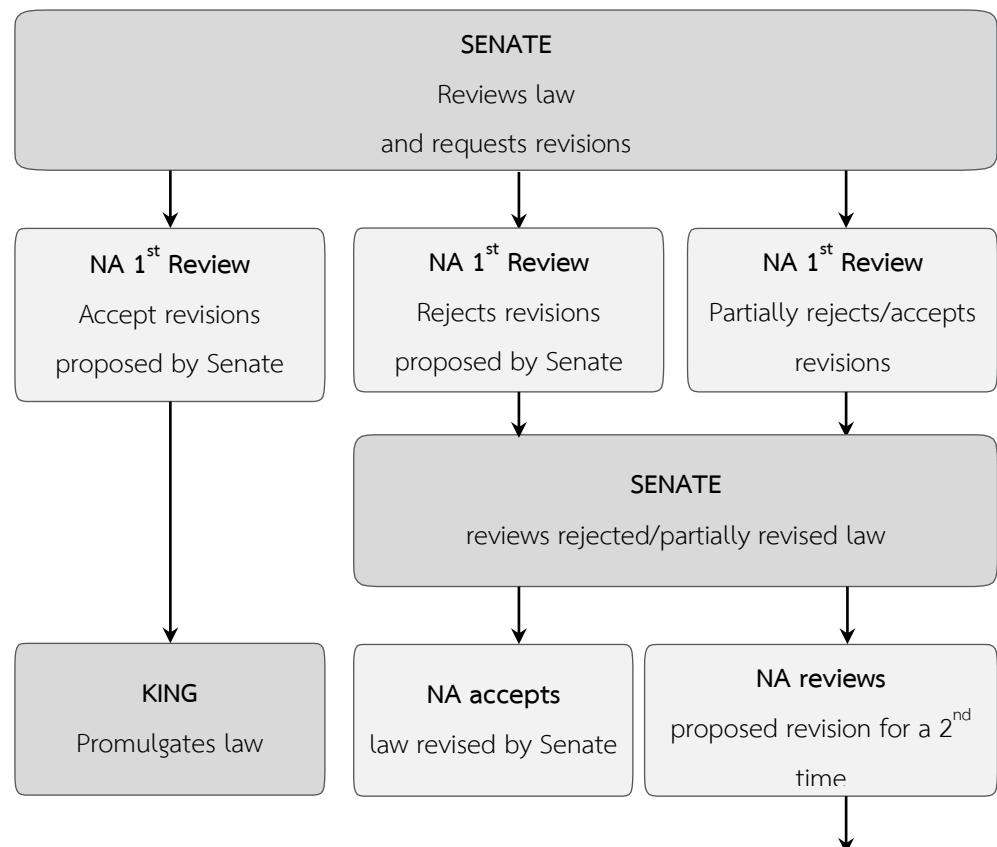 SENATE
Reviews law
and requests revisions
NA 1st Review
Accept revisions
proposed by Senate
NA 1st Review
Rejects revisions
proposed by Senate
NA 1st Review
Partially rejects/accepts
revisions
SENATE
reviews rejected/partially revised law
KING
Promulgates law
NA accepts
law revised by Senate
NA reviews
proposed revision for a 2nd
time